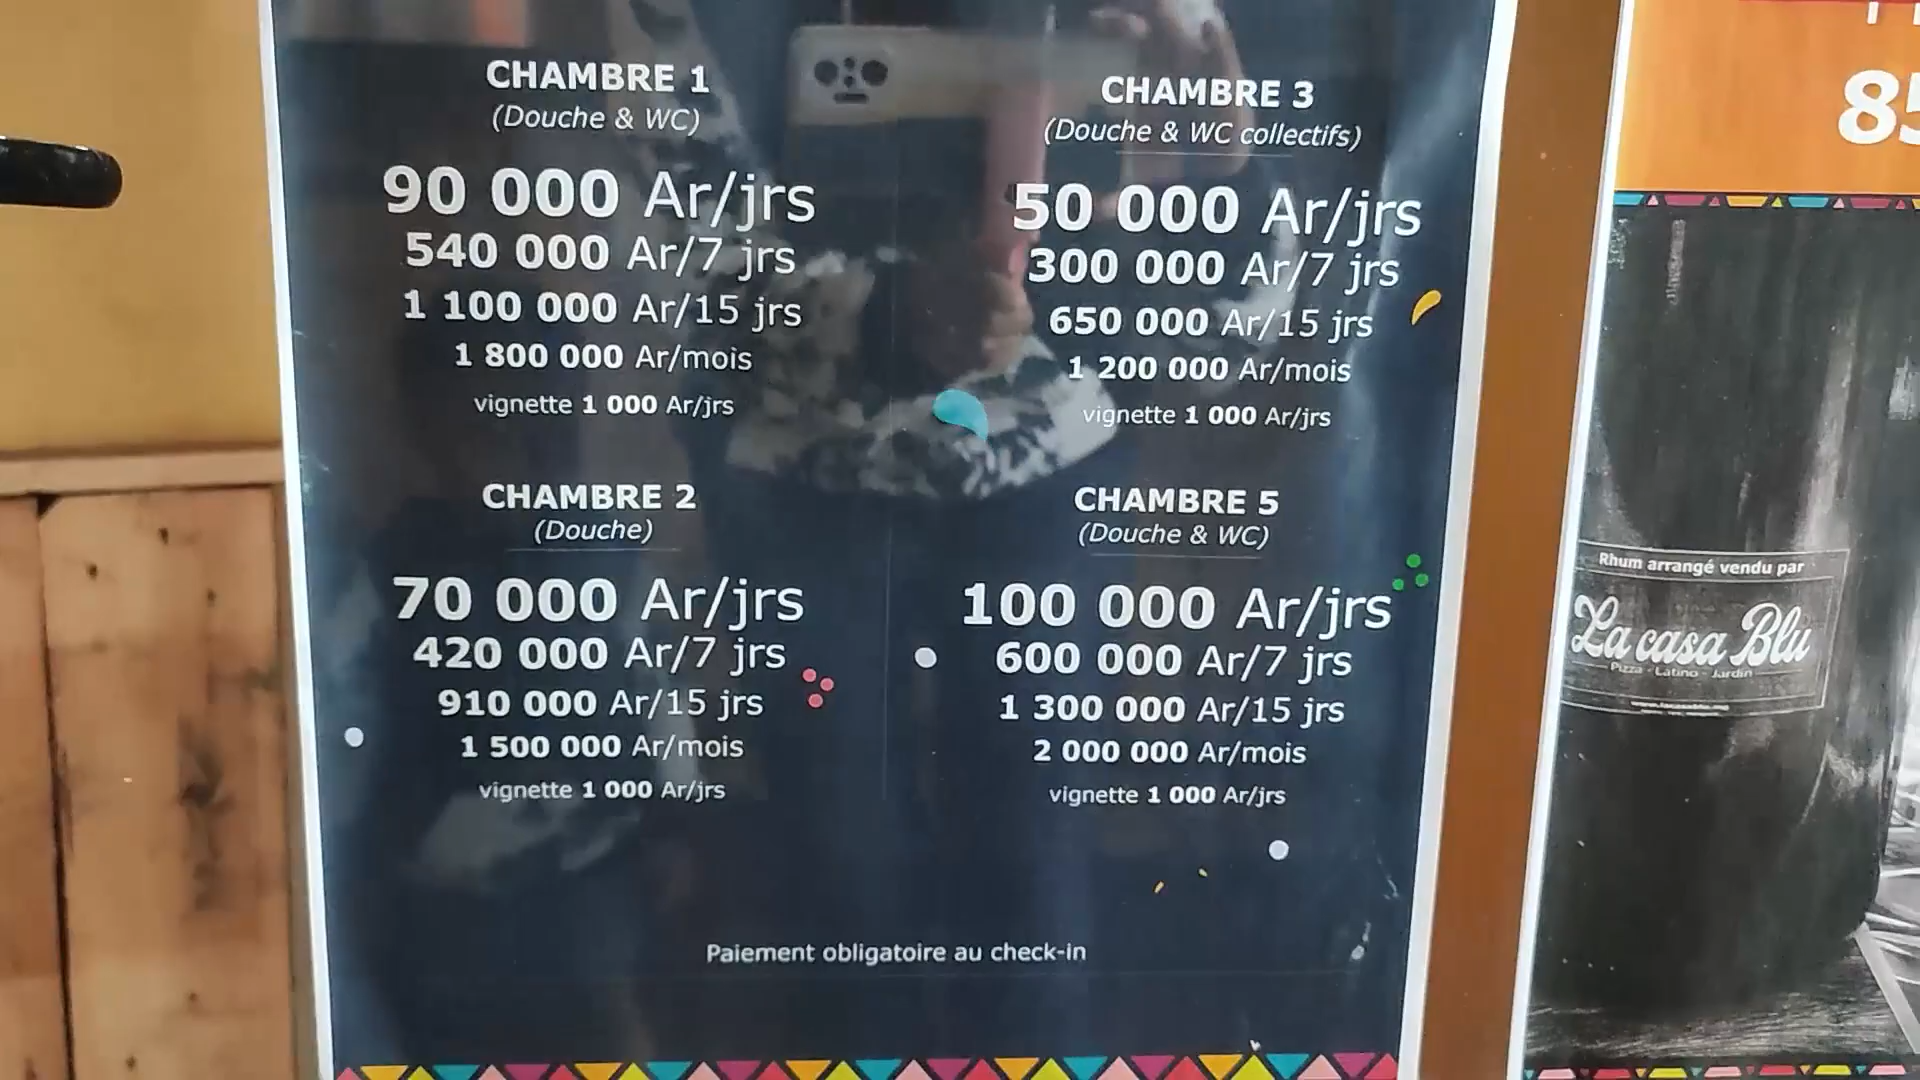 CHAMBRE 1
(Douche & WC)
90 000 Ar/jrs
540 000 Ar/7 jrs
1 100 000 Ar/15 jrs
1 800 000 Ar/mois
vignette 1 000 Ar/jrs
CHAMBRE 3
(Douche & WC collectifs)
50 000 Ar/jrs
300 000 Ar/7 jrs
650 000 Ar/15 jrs
1 200 000 Ar/mois
vignette 1 000 Ar/jrs
CHAMBRE 2
(Douche)
70 000 Ar/jrs
420 000 Ar/7 jrs
910 000 Ar/15 jrs
1 500 000 Ar/mois
vignette 1 000 Ar/jrs
CHAMBRE 5
(Douche & WC)
100 000 Ar/jrs
600 000 Ar/7 jrs
1 300 000 Ar/15 jrs
2 000 000 Ar/mois
vignette 1 000 Ar/jrs
Paiement obligatoire au check-in
85
Rhum arrangé vendu par
La casa Blu
Pizza - Latino - Jardin